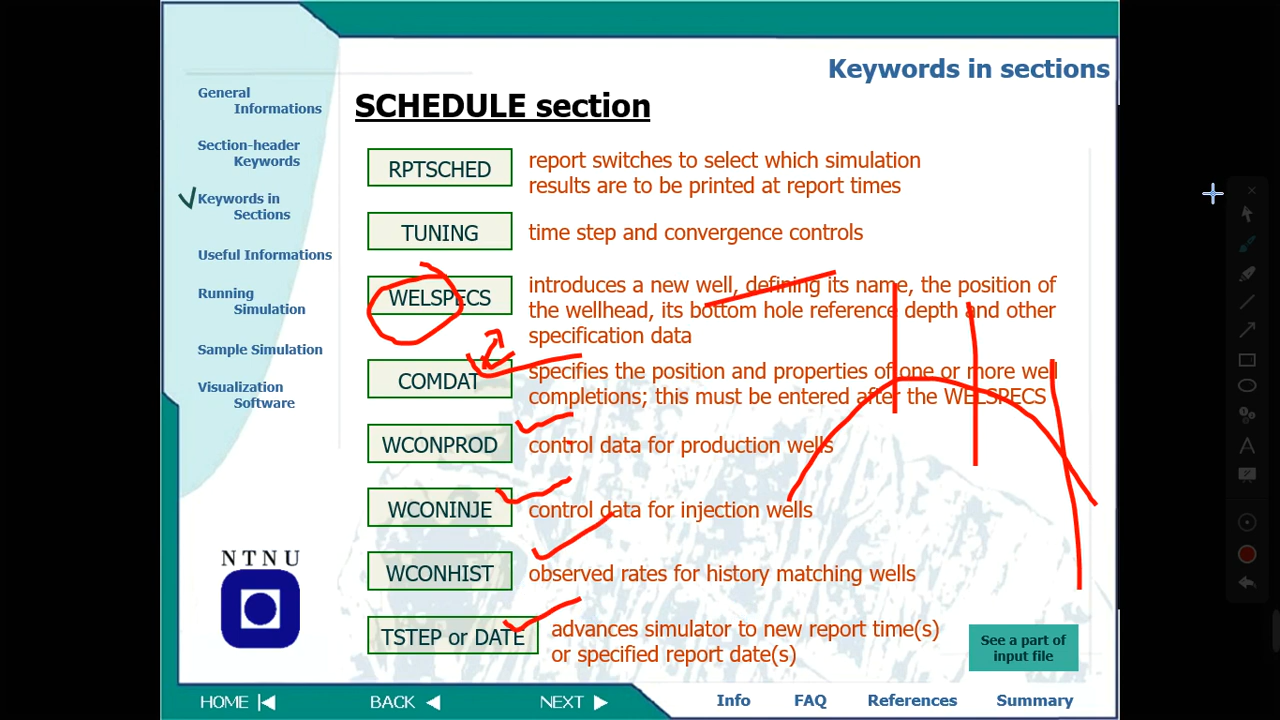 Keywords in sections
General
Informations
Section-header
Keywords
Keywords in
Sections
Useful Informations
Running
Simulation
Sample Simulation
Visualization
Software
NTNU
SCHEDULE section
RPTSCHED
report switches to select which simulation
results are to be printed at report times
TUNING
time step and convergence controls
WELSPECS
introduces a new well, defining its name, the position of
the wellhead, its bottom hole reference depth and other
specification data
COMDAT
specifies the position and properties of one or more well
completions; this must be entered after the WELSPECS
WCONPROD
control data for production wells
WCONINJE
control data for injection wells
WCONHIST
observed rates for history matching wells
TSTEP or DATE
advances simulator to new report time(s)
or specified report date(s)
See a part of
input file
HOME
BACK
NEXT
Info
FAQ
References
Summary